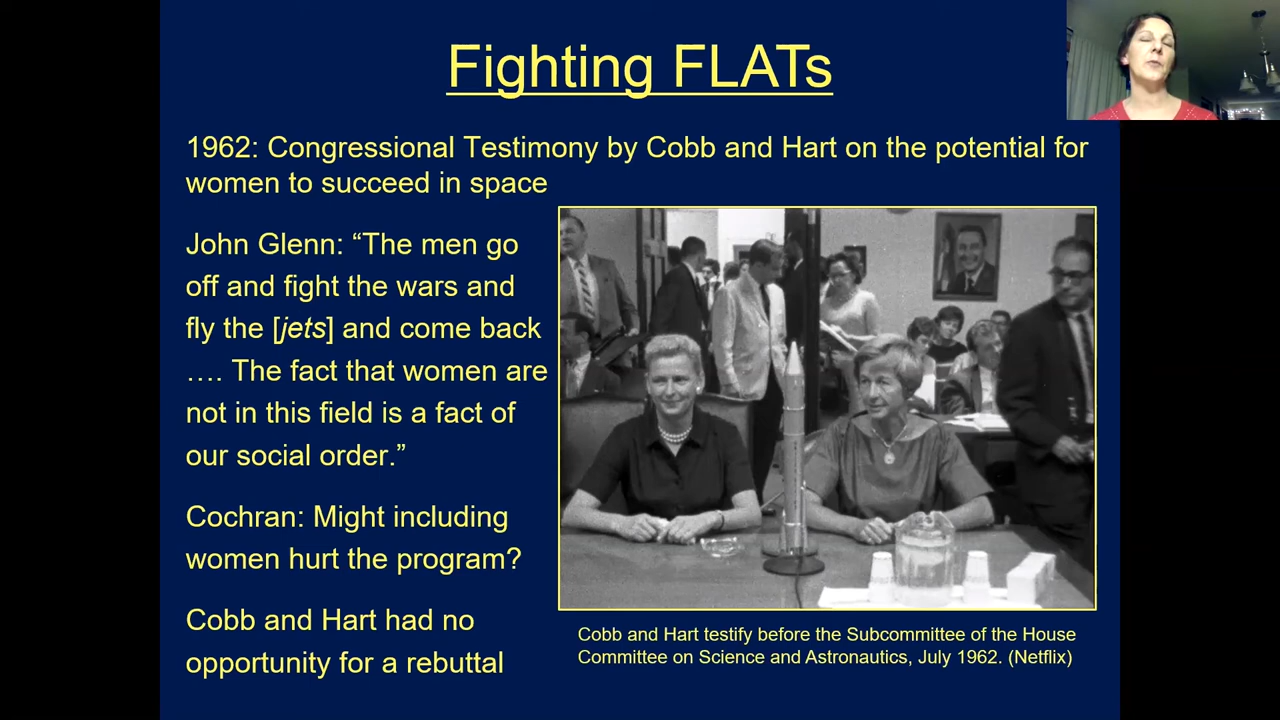 Fighting FLATs
1962: Congressional Testimony by Cobb and Hart on the potential for
women to succeed in space
John Glenn: “The men go
off and fight the wars and
fly the [jets] and come back
…. The fact that women are
not in this field is a fact of
our social order.”
Cochran: Might including
women hurt the program?
Cobb and Hart had no
opportunity for a rebuttal
Cobb and Hart testify before the Subcommittee of the House
Committee on Science and Astronautics, July 1962. (Netflix)